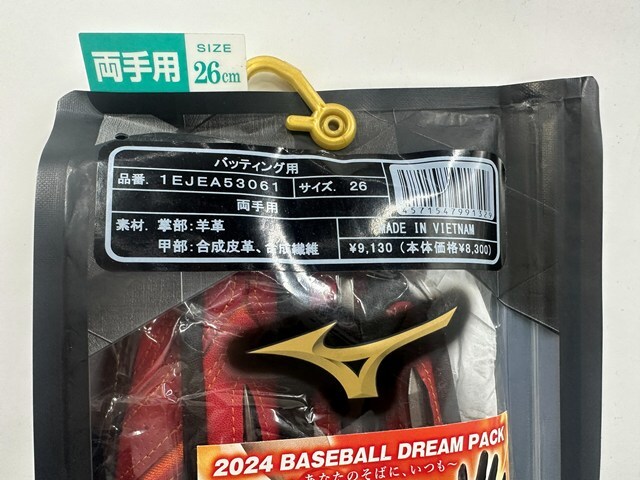 両手用
SIZE
26cm
バッティング用
品番. 1EJEA53061 サイズ. 26
両手用
素材. 掌部:羊革
甲部:合成皮革、合成繊維
MADE IN VIETNAM
¥9,130 (本体価格¥8,300)
2024 BASEBALL DREAM PACK
あなたのそばに、いつも〜